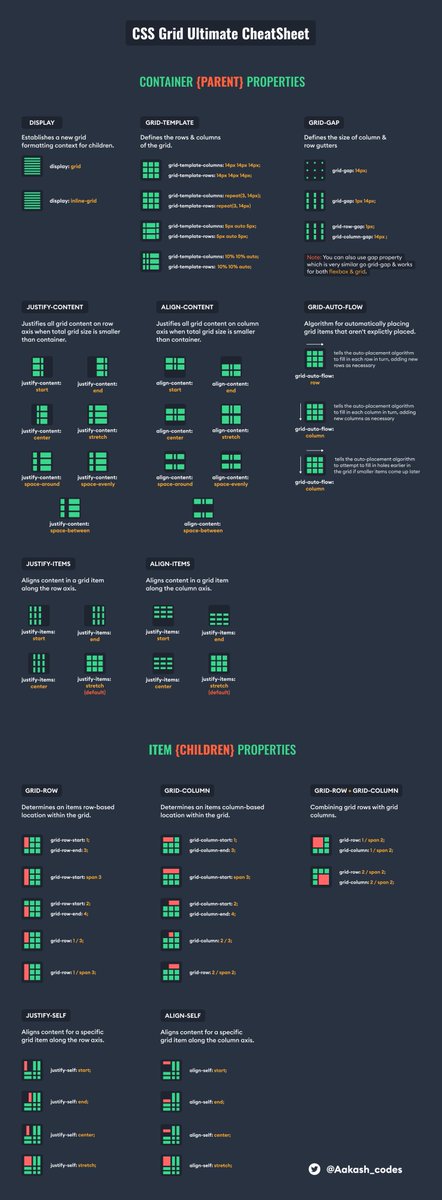 CSS Grid Ultimate CheatSheet
CONTAINER {PARENT} PROPERTIES
DISPLAY
Establishes a new grid
formatting context for children.
display: grid
display: inline-grid
GRID-TEMPLATE
Defines the rows & columns
of the grid.
grid-template-columns: 14px 14px 14px;
grid-template-rows: 14px 14px 14px;
grid-template-columns: repeat(3, 14px);
grid-template-rows: repeat(3, 14px)
grid-template-columns: 5px auto 5px;
grid-template-rows: 5px auto 5px;
grid-template-columns: 10% 10% auto;
grid-template-rows: 10% 10% auto;
GRID-GAP
Defines the size of column &
row gutters
grid-gap: 14px;
grid-gap: 1px 14px;
grid-row-gap: 1px;
grid-column-gap: 14px ;
Note: You can also use gap property
which is very similar go grid-gap & works
for both flexbox & grid.
JUSTIFY-CONTENT
Justifies all grid content on row
axis when total grid size is smaller
than container.
justify-content:
start
justify-content:
end
justify-content:
center
justify-content:
stretch
justify-content:
space-around
justify-content:
space-evenly
justify-content:
space-between
ALIGN-CONTENT
Justifies all grid content on column
axis when total grid size is smaller
than container.
align-content:
start
align-content:
end
align-content:
center
align-content:
stretch
align-content:
space-around
align-content:
space-evenly
align-content:
space-between
GRID-AUTO-FLOW
Algorithm for automatically placing
grid items that aren't explictly placed.
grid-auto-flow:
row
tells the auto-placement algorithm
to fill in each row in turn, adding new
rows as necessary
grid-auto-flow:
column
tells the auto-placement algorithm
to fill in each column in turn, adding
new columns as necessary
grid-auto-flow:
column
tells the auto-placement algorithm
to attempt to fill in holes earlier in
the grid if smaller items come up later
JUSTIFY-ITEMS
Aligns content in a grid item
along the row axis.
justify-items:
start
justify-items:
end
justify-items:
center
justify-items:
stretch
(default)
ALIGN-ITEMS
Aligns content in a grid item
along the column axis.
justify-items:
start
justify-items:
end
justify-items:
center
justify-items:
stretch
(default)
ITEM {CHILDREN} PROPERTIES
GRID-ROW
Determines an items row-based
location within the grid.
grid-row-start: 1;
grid-row-end: 3;
grid-row-start: span 3
grid-row-start: 2;
grid-row-end: 4;
grid-row: 1 / 3;
grid-row: 1 / span 3;
GRID-COLUMN
Determines an items column-based
location within the grid.
grid-column-start: 1;
grid-column-end: 3;
grid-column-start: span 3;
grid-column-start: 2;
grid-column-end: 4;
grid-column: 2 / 3;
grid-row: 2 / span 2;
GRID-ROW + GRID-COLUMN
Combining grid rows with grid
columns.
grid-row: 1 / span 2;
grid-column: 1 / span 2;
grid-row: 2 / span 2;
grid-column: 2 / span 2;
JUSTIFY-SELF
Aligns content for a specific
grid item along the row axis.
justify-self: start;
justify-self: end;
justify-self: center;
justify-self: stretch;
ALIGN-SELF
Aligns content for a specific
grid item along the column axis.
align-self: start;
align-self: end;
align-self: center;
align-self: stretch;
@Aakash_codes